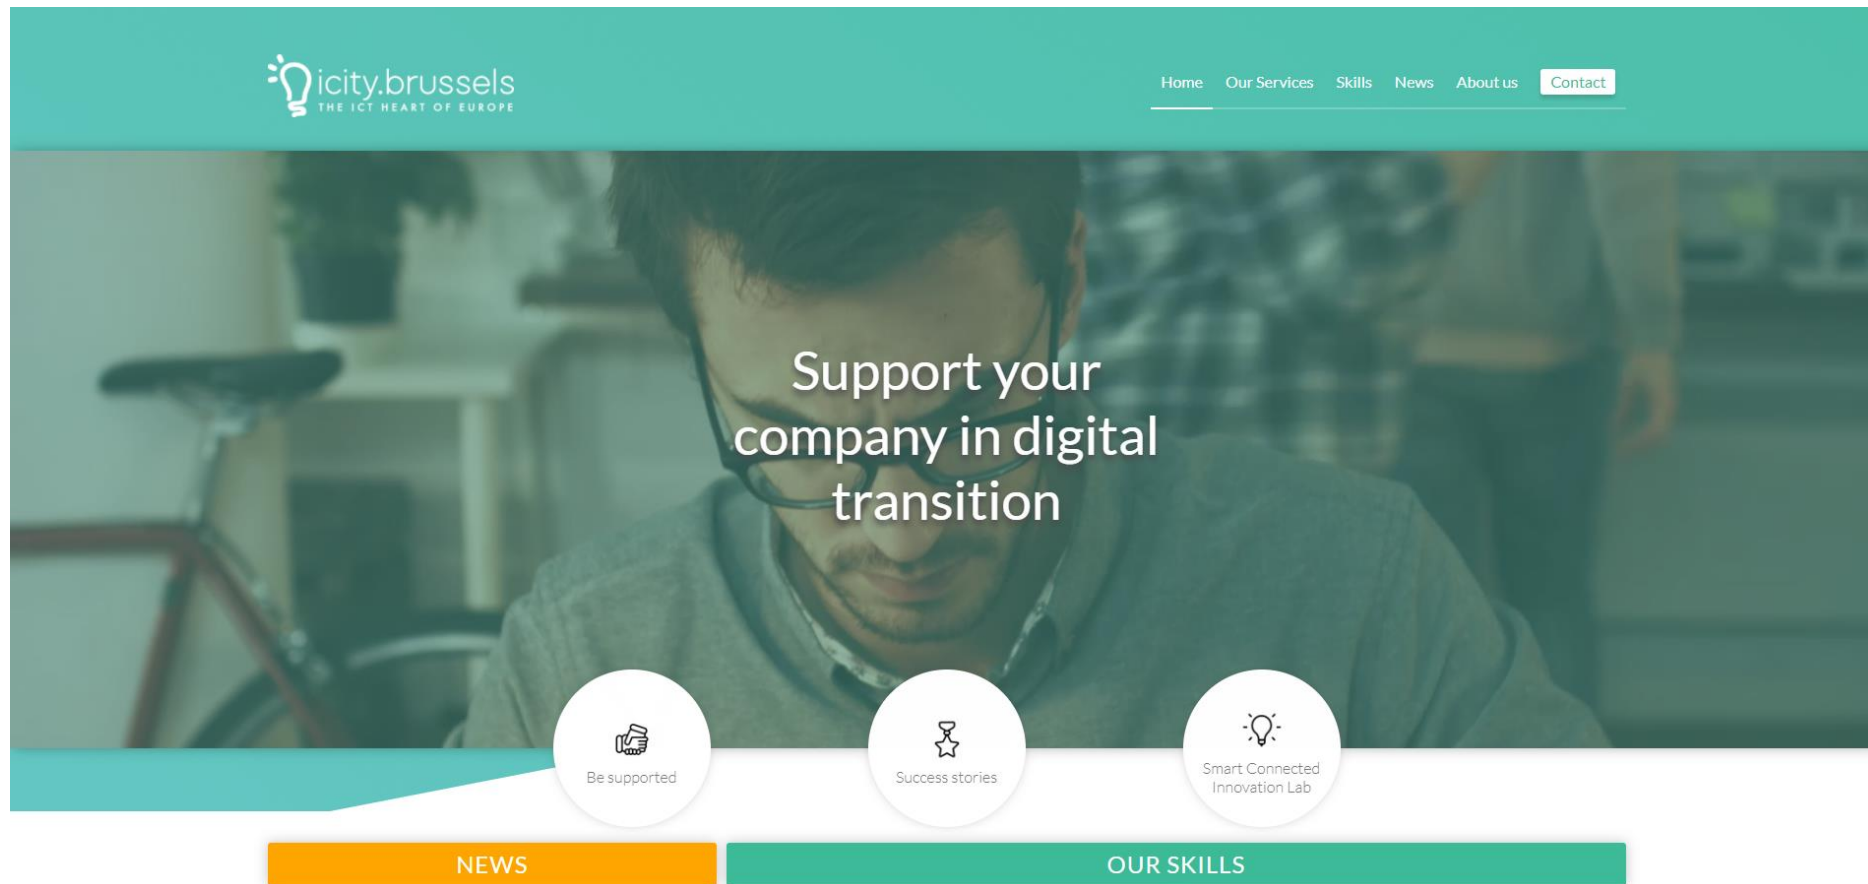 icity.brussels
THE ICT HEART OF EUROPE
Home Our Services Skills News About us Contact
Support your
company in digital
transition
Be supported
Success stories
Smart Connected
Innovation Lab
NEWS
OUR SKILLS